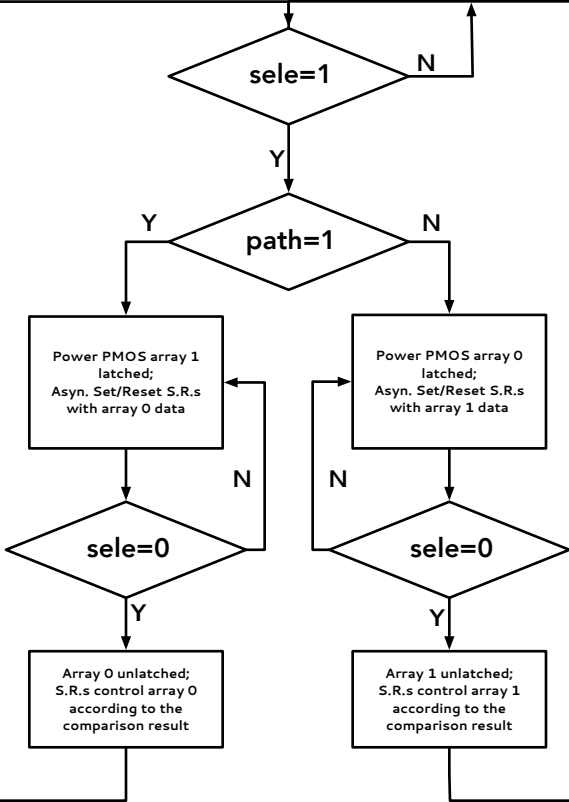 sele=1
N
Y
path=1
Y
N
Power PMOS array 1
latched;
Asyn. Set/Reset S.R.s
with array 0 data
Power PMOS array 0
latched;
Asyn. Set/Reset S.R.s
with array 1 data
N
N
sele=0
sele=0
Y
Y
Array 0 unlatched;
S.R.s control array 0
according to the
comparison result
Array 1 unlatched;
S.R.s control array 1
according to the
comparison result